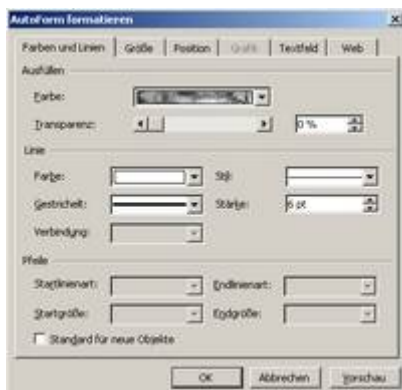 AutoForm formatieren
Farben und Linien Größe Position Grafik Textfeld Web
Ausfüllen
Farbe:
Transparenz: 0 %
Linie
Farbe: Stil:
Gestrichelt: Stärke: 6 pt
Verbindung:
Pfeile
Startlinienart: Endlinienart:
Startgröße: Endgröße:
Standard für neue Objekte
OK Abbrechen Vorschau